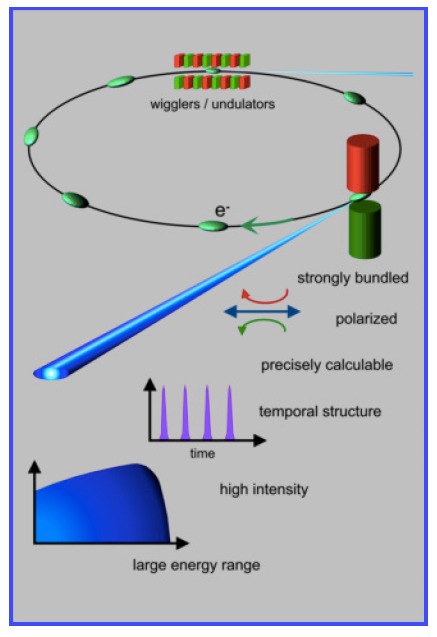 wigglers / undulators
e-
strongly bundled
polarized
precisely calculable
temporal structure
time
high intensity
large energy range